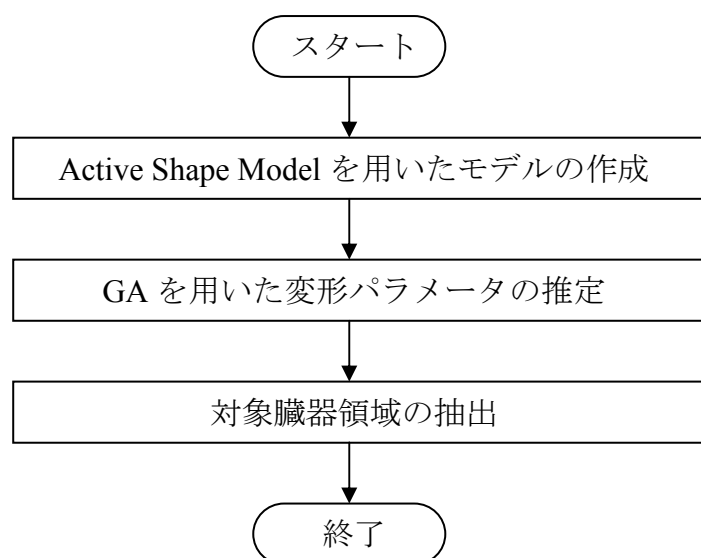 スタート
Active Shape Model を用いたモデルの作成
GA を用いた変形パラメータの推定
対象臓器領域の抽出
終了